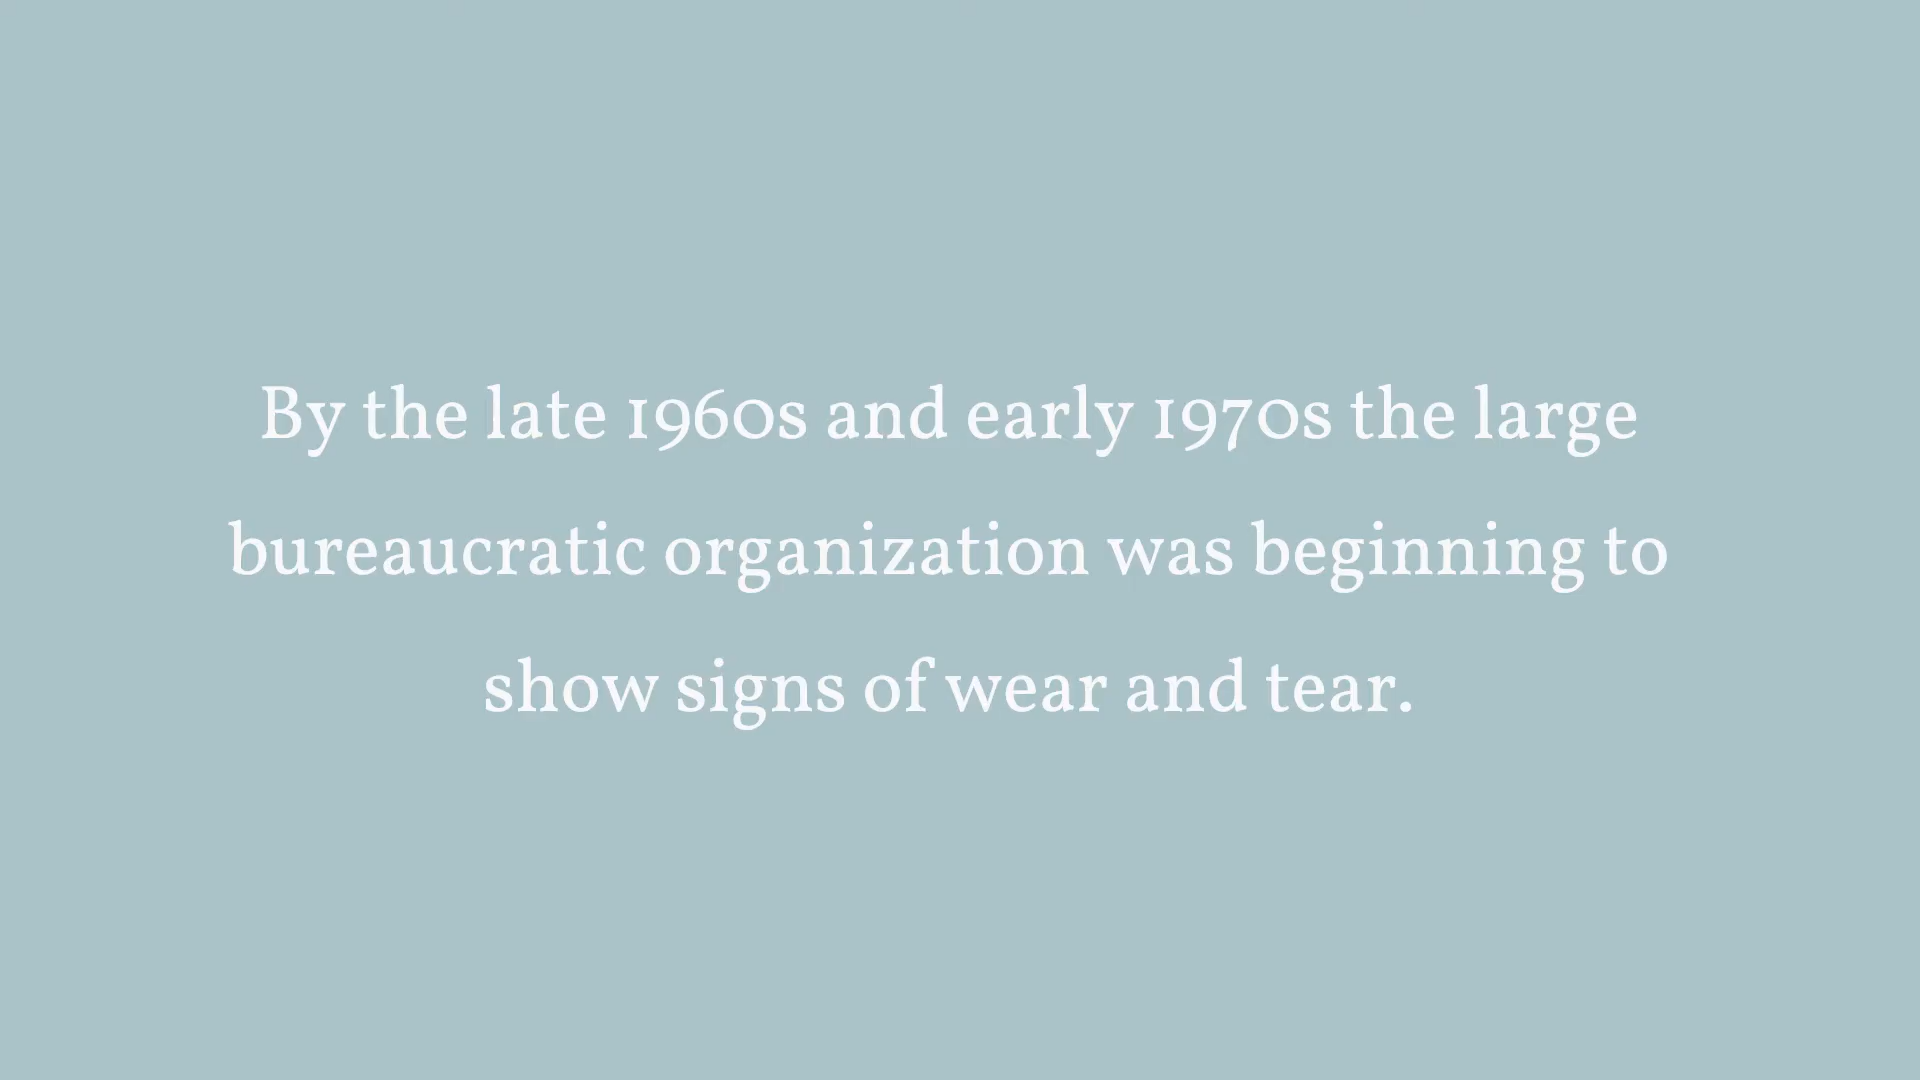 By the late 1960s and early 1970s the large
bureaucratic organization was beginning to
show signs of wear and tear.